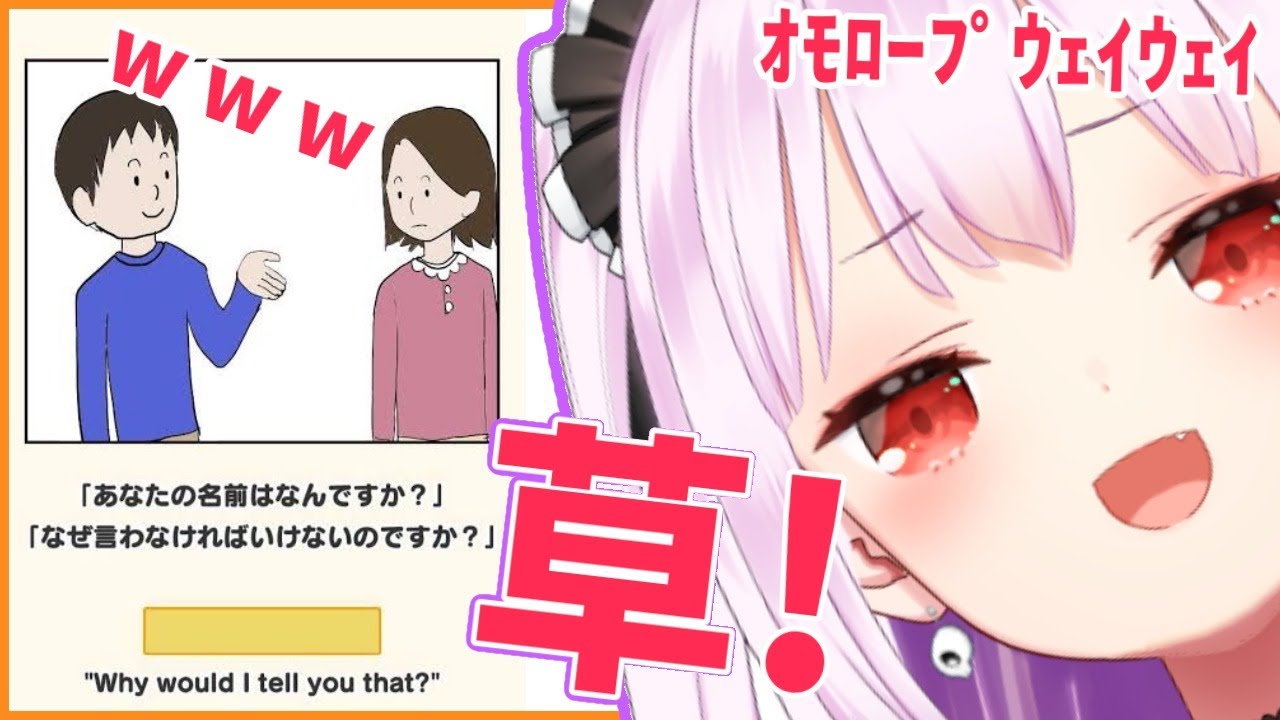 オモロープ ウェイウェイ
w w w
「あなたの名前はなんですか？」
「なぜ言わなければいけないのですか？」
草!
"Why would I tell you that?"